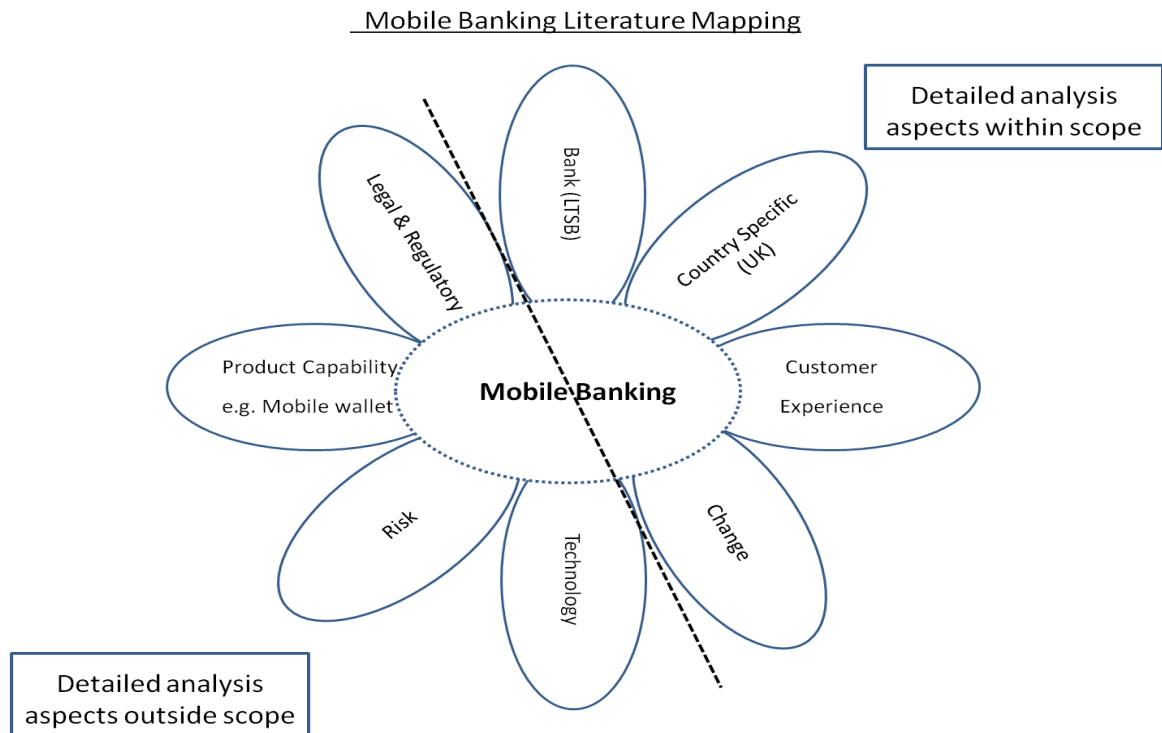 Mobile Banking Literature Mapping
Detailed analysis
aspects within scope
Bank (LTSB)
Legal & Regulatory
Country Specific
(UK)
Product Capability
e.g. Mobile wallet
Mobile Banking
Customer
Experience
Risk
Technology
Change
Detailed analysis
aspects outside scope